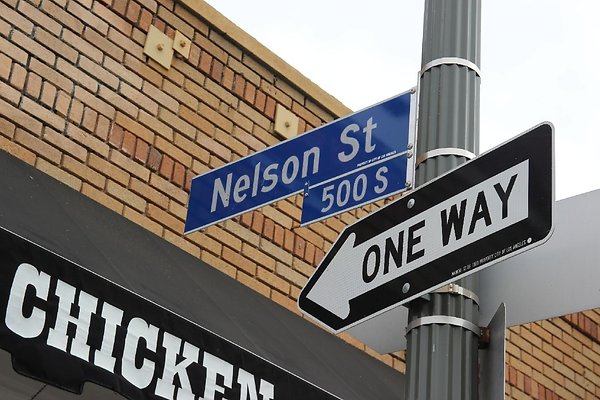 Nelson St
500 S
ONE WAY
CHICKEN